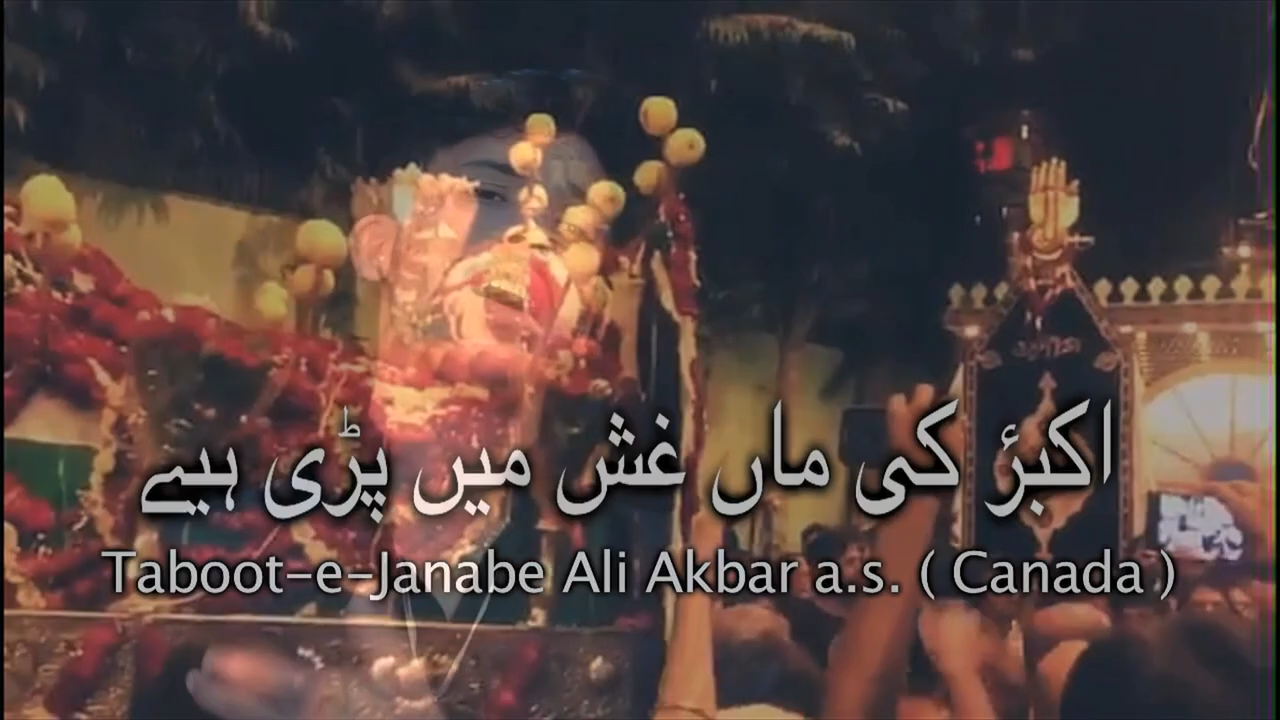 اکبرؑ کی ماں غش میں پڑی ہیے
Taboot-e-Janabe Ali Akbar a.s. ( Canada )